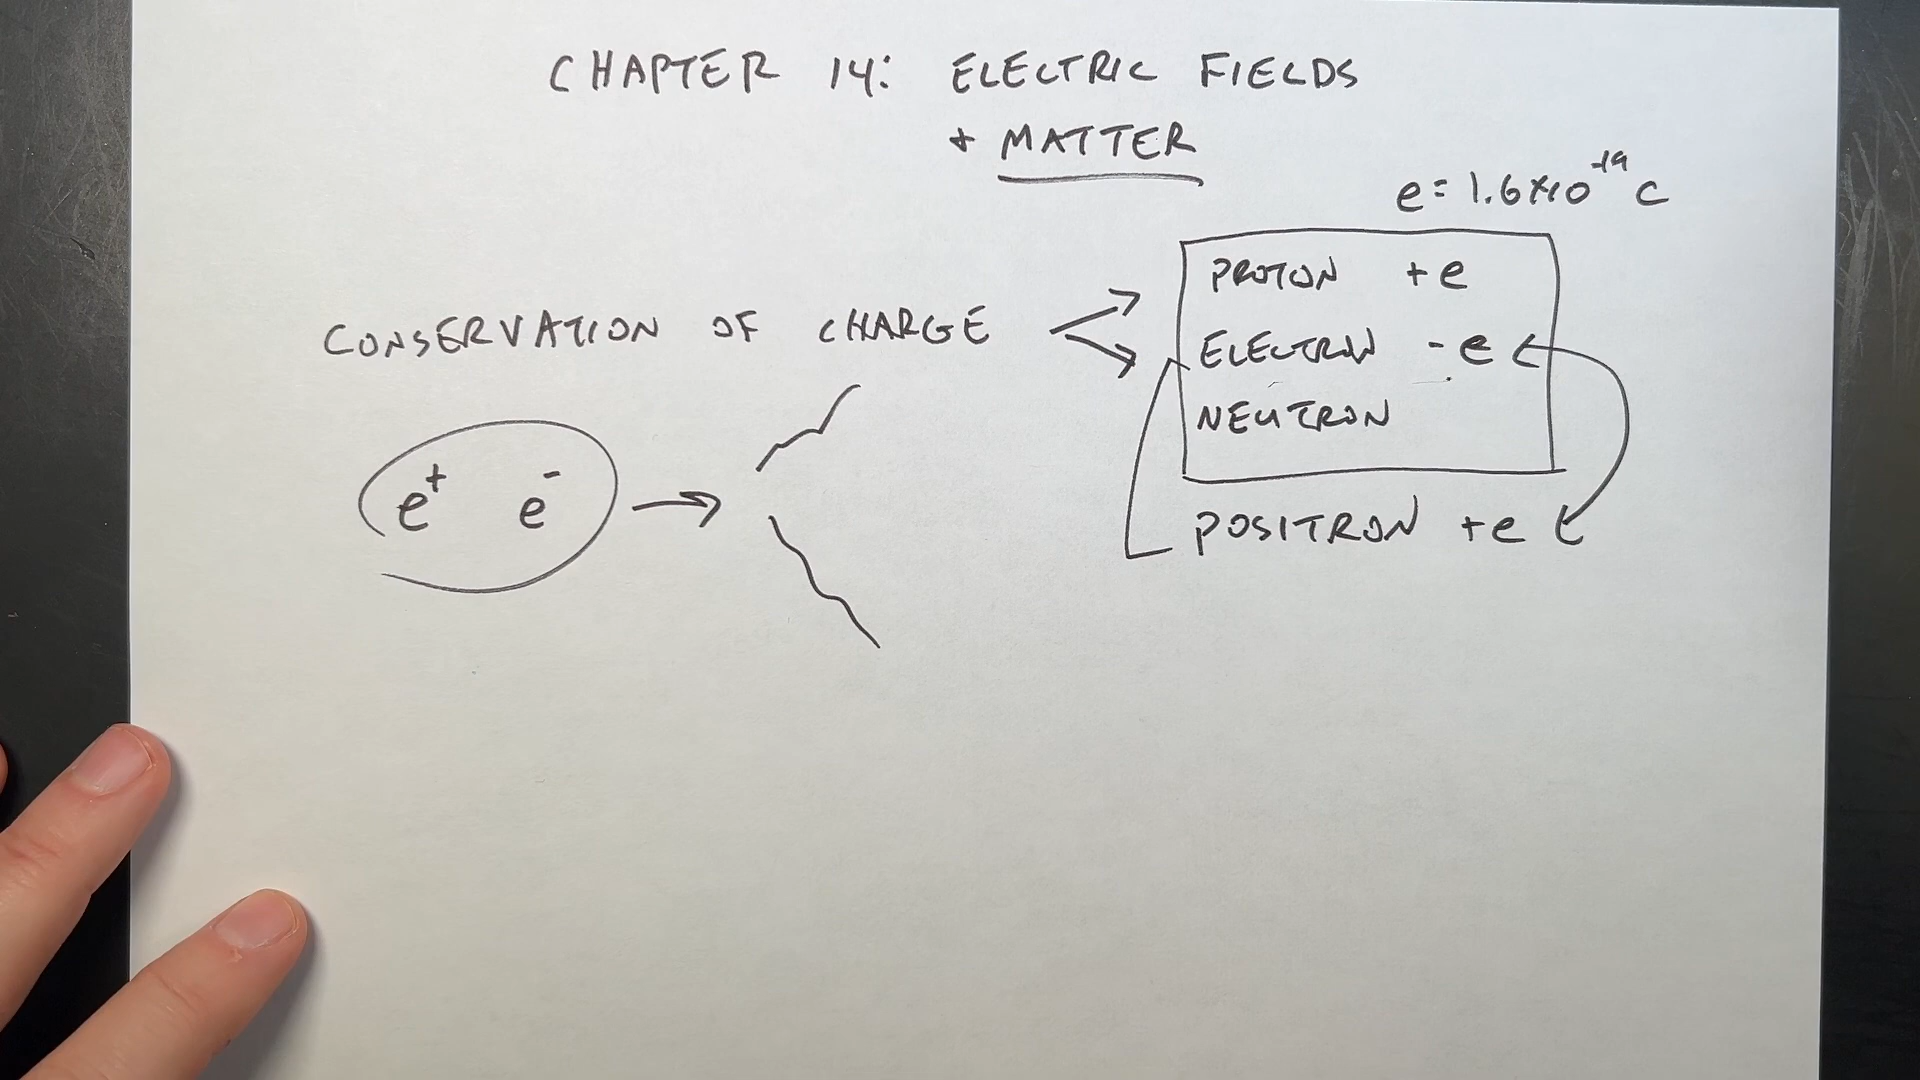 CHAPTER 14: ELECTRIC FIELDS
+ MATTER
e = 1.6×10⁻¹⁹ C
PROTON +e
CONSERVATION OF CHARGE
ELECTRON -e
NEUTRON
e⁺ e⁻
POSITRON +e